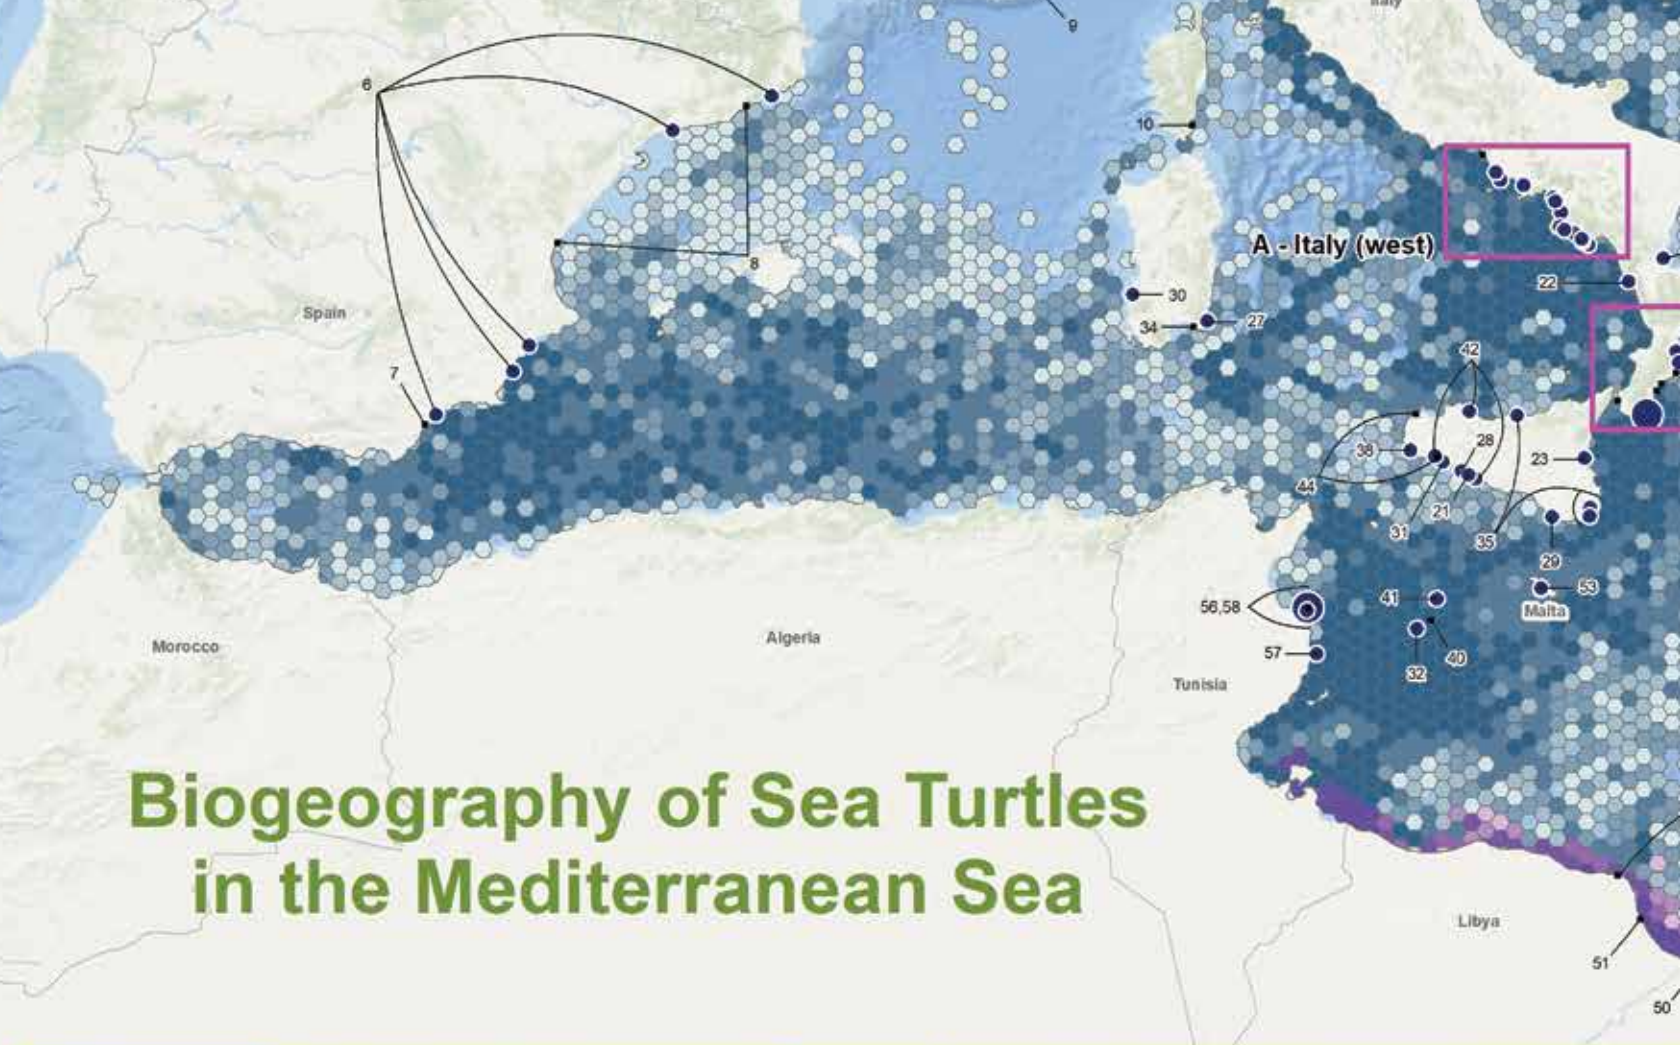 Italy
9
6
10
A - Italy (west)
8
30
22
Spain
34
27
42
7
28
38
23
44
21
31
35
29
56,58
41
53
Malta
Morocco
Algeria
57
40
32
Tunisia
Biogeography of Sea Turtles
in the Mediterranean Sea
Libya
51
50